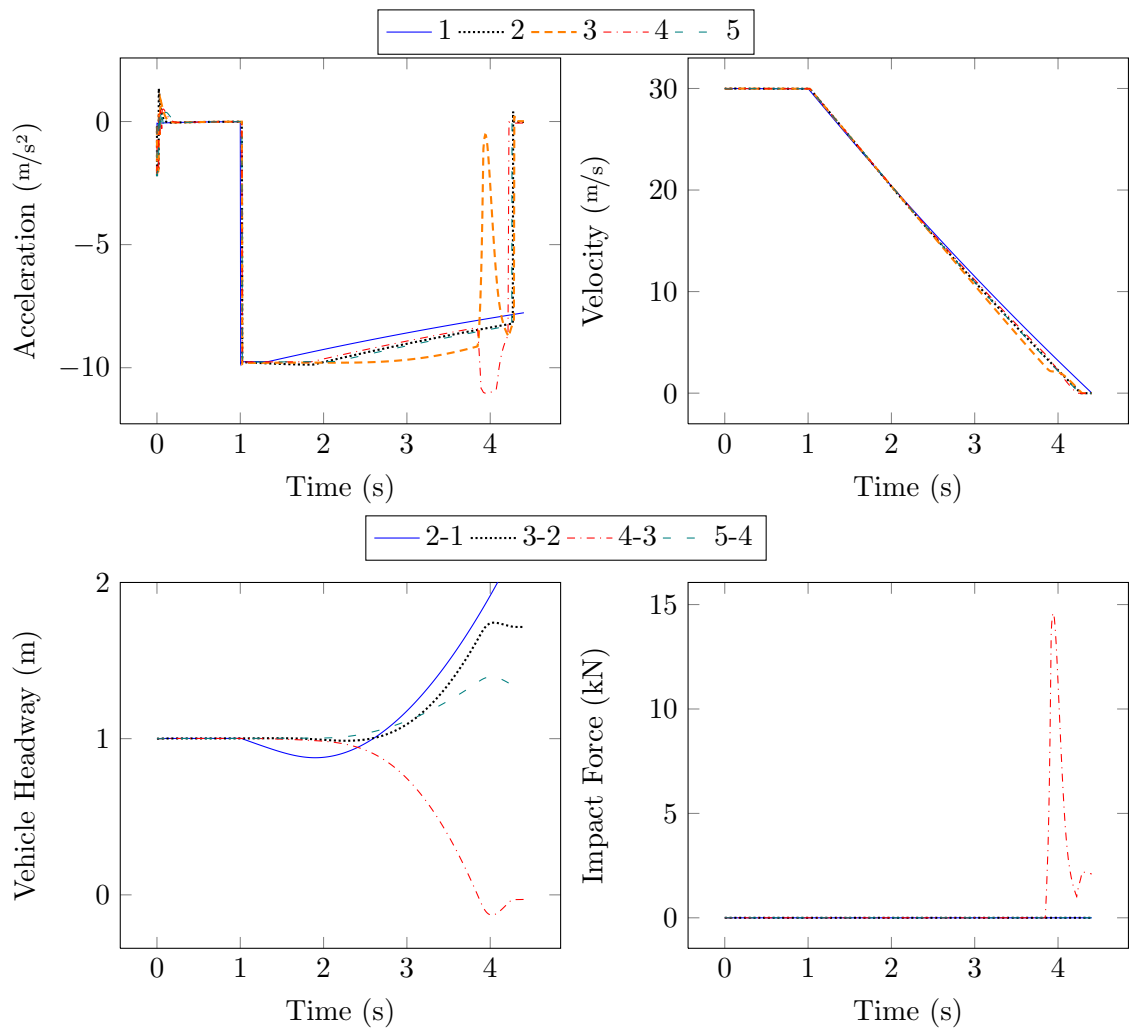 1 2 3 4 5
Acceleration (m/s²)
0
−5
−10
0 1 2 3 4
Time (s)
Velocity (m/s)
30
20
10
0
0 1 2 3 4
Time (s)
2-1 3-2 4-3 5-4
Vehicle Headway (m)
2
1
0
0 1 2 3 4
Time (s)
Impact Force (kN)
15
10
5
0
0 1 2 3 4
Time (s)